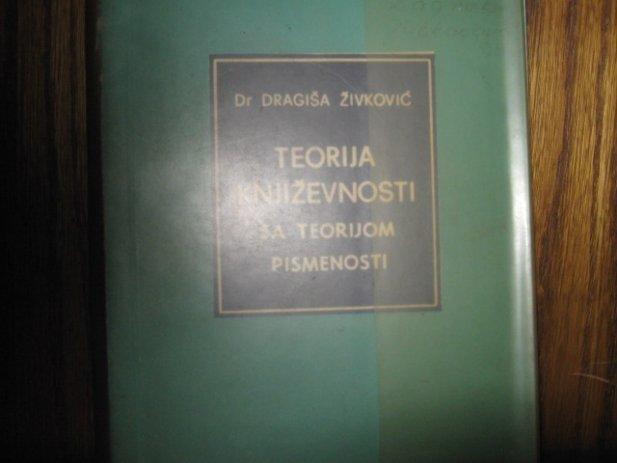 Dr DRAGIŠA ŽIVKOVIĆ
TEORIJA
KNJIŽEVNOSTI
SA TEORIJOM
PISMENOSTI